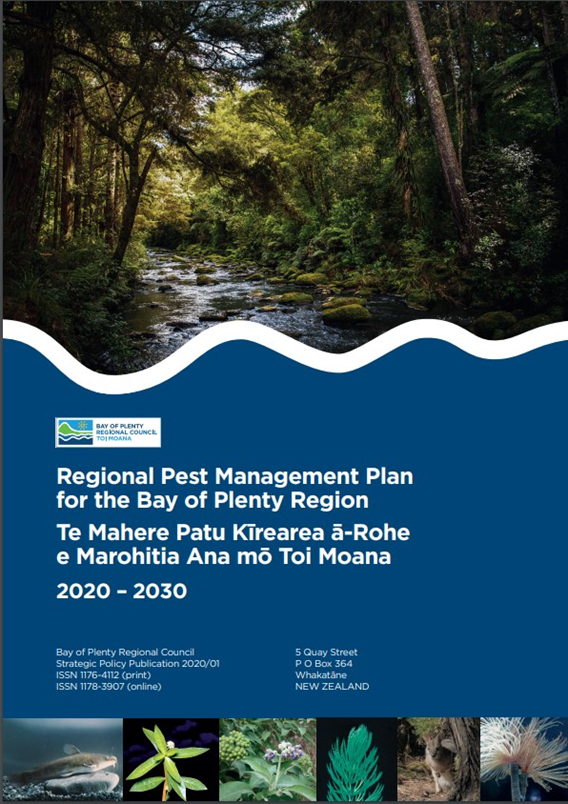 BAY OF PLENTY
REGIONAL COUNCIL
TOI MOANA
Regional Pest Management Plan
for the Bay of Plenty Region
Te Mahere Patu Kīrearea ā-Rohe
e Marohitia Ana mō Toi Moana
2020 – 2030
Bay of Plenty Regional Council
Strategic Policy Publication 2020/01
ISSN 1176-4112 (print)
ISSN 1178-3907 (online)
5 Quay Street
P O Box 364
Whakatāne
NEW ZEALAND